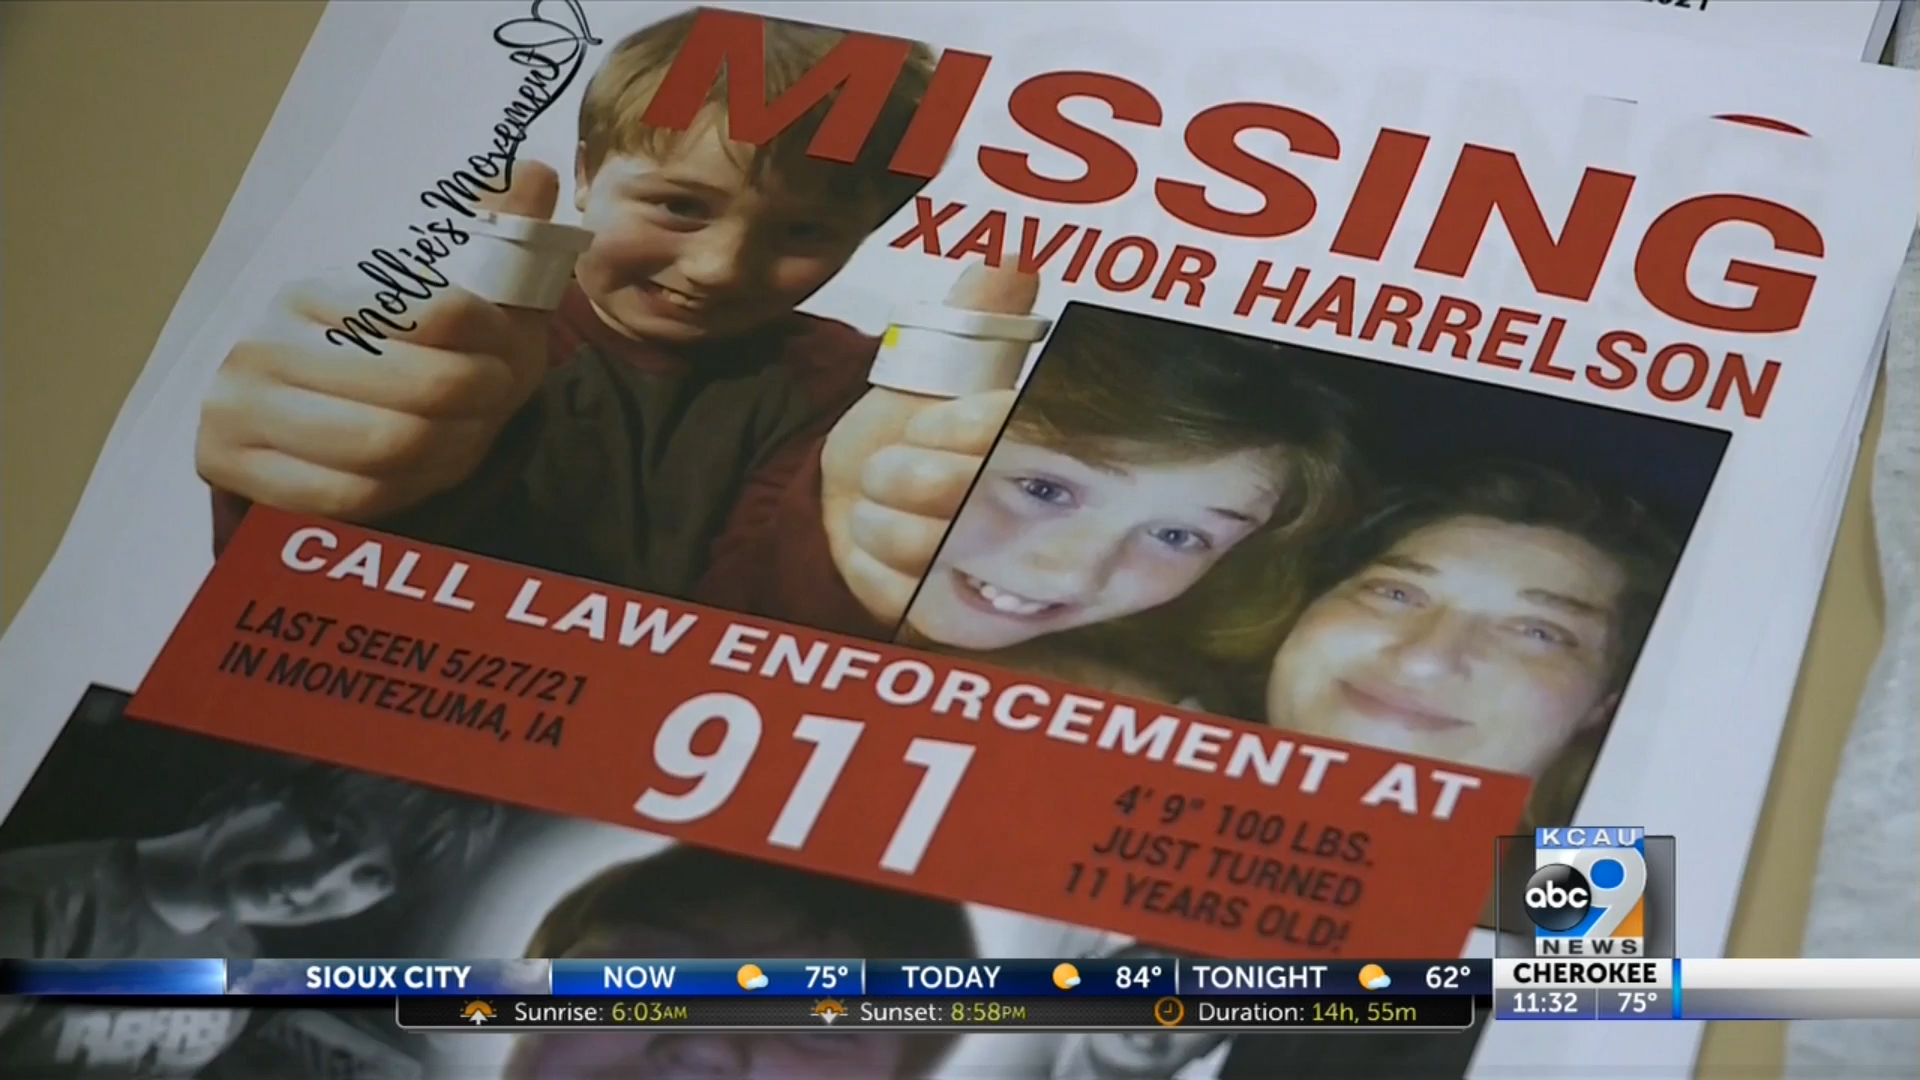 Mollie's Movement
MISSING
XAVIOR HARRELSON
CALL LAW ENFORCEMENT AT
911
LAST SEEN 5/27/21
IN MONTEZUMA, IA
4' 9" 100 LBS.
JUST TURNED
11 YEARS OLD!
KCAU
abc 9
NEWS
SIOUX CITY NOW 75° TODAY 84° TONIGHT 62°
CHEROKEE
Sunrise: 6:03AM Sunset: 8:58PM Duration: 14h, 55m
11:32 75°